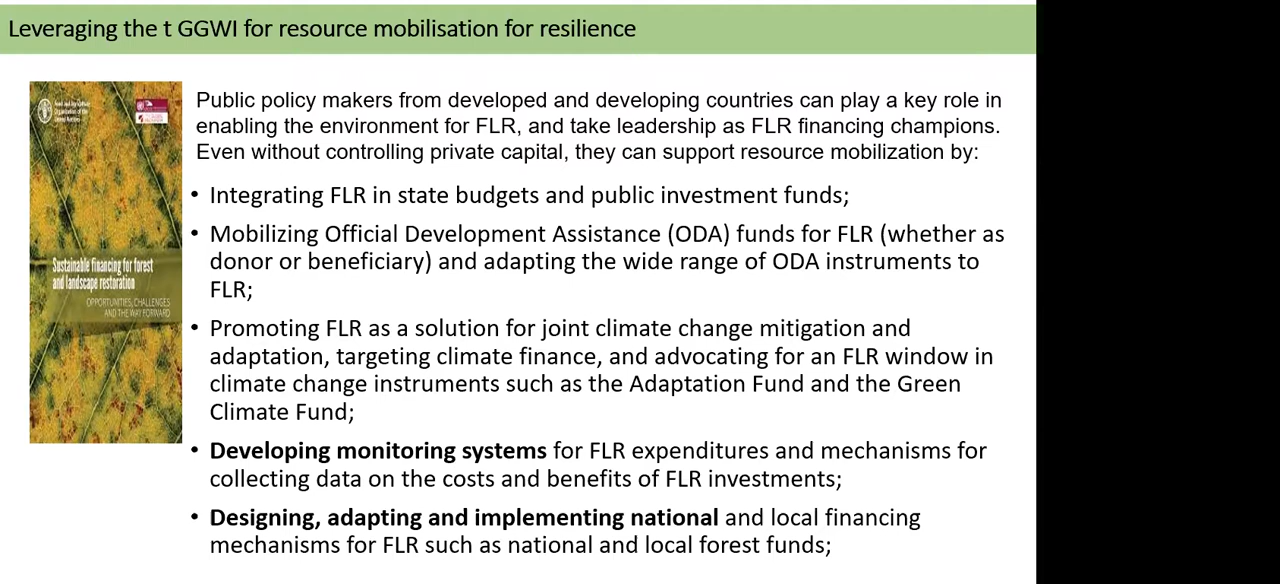 Leveraging the t GGWI for resource mobilisation for resilience
Food and Agriculture
Organization of the
United Nations
Sustainable financing for forest
and landscape restoration
OPPORTUNITIES, CHALLENGES
AND THE WAY FORWARD
Public policy makers from developed and developing countries can play a key role in
enabling the environment for FLR, and take leadership as FLR financing champions.
Even without controlling private capital, they can support resource mobilization by:
• Integrating FLR in state budgets and public investment funds;
• Mobilizing Official Development Assistance (ODA) funds for FLR (whether as
donor or beneficiary) and adapting the wide range of ODA instruments to
FLR;
• Promoting FLR as a solution for joint climate change mitigation and
adaptation, targeting climate finance, and advocating for an FLR window in
climate change instruments such as the Adaptation Fund and the Green
Climate Fund;
• Developing monitoring systems for FLR expenditures and mechanisms for
collecting data on the costs and benefits of FLR investments;
• Designing, adapting and implementing national and local financing
mechanisms for FLR such as national and local forest funds;